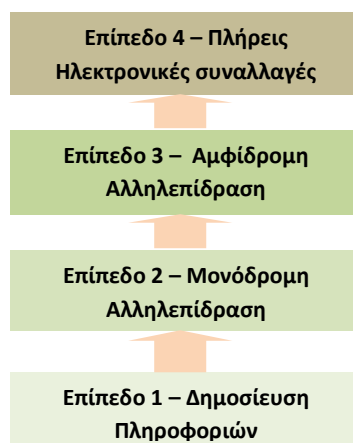 Επίπεδο 4 – Πλήρεις
Ηλεκτρονικές συναλλαγές
Επίπεδο 3 – Αμφίδρομη
Αλληλεπίδραση
Επίπεδο 2 – Μονόδρομη
Αλληλεπίδραση
Επίπεδο 1 – Δημοσίευση
Πληροφοριών